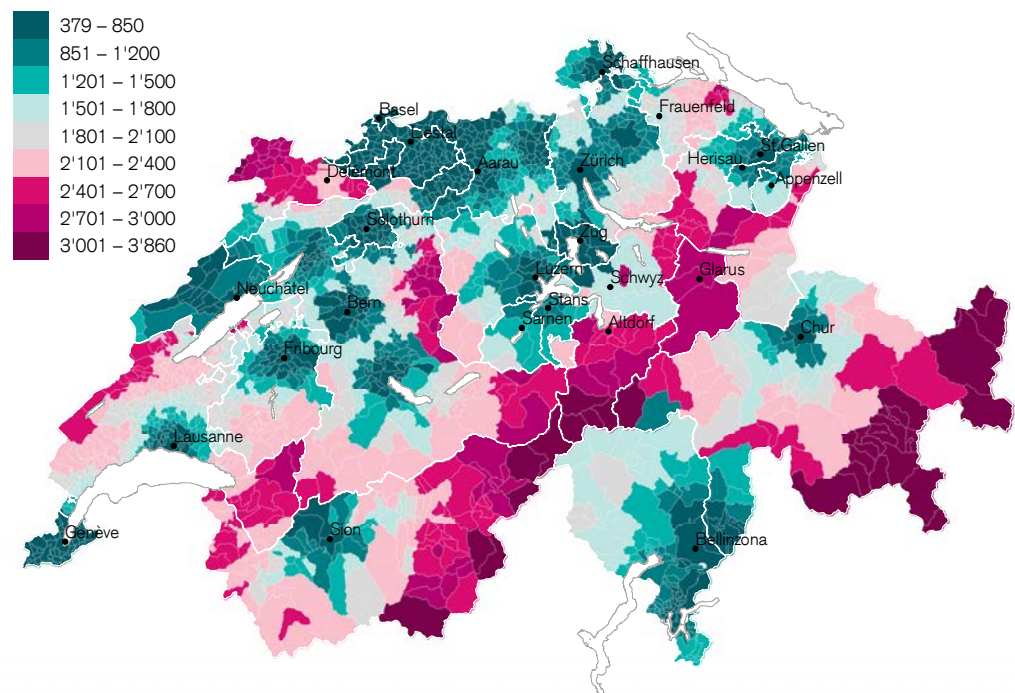 379 – 850
851 – 1'200
1'201 – 1'500
1'501 – 1'800
1'801 – 2'100
2'101 – 2'400
2'401 – 2'700
2'701 – 3'000
3'001 – 3'860
Schaffhausen
Basel
Frauenfeld
Liestal
St.Gallen
Aarau
Zürich
Herisau
Delémont
Appenzell
Solothurn
Zug
Luzern
Schwyz
Glarus
Neuchâtel
Stans
Bern
Sarnen
Altdorf
Chur
Fribourg
Lausanne
Sion
Genève
Bellinzona